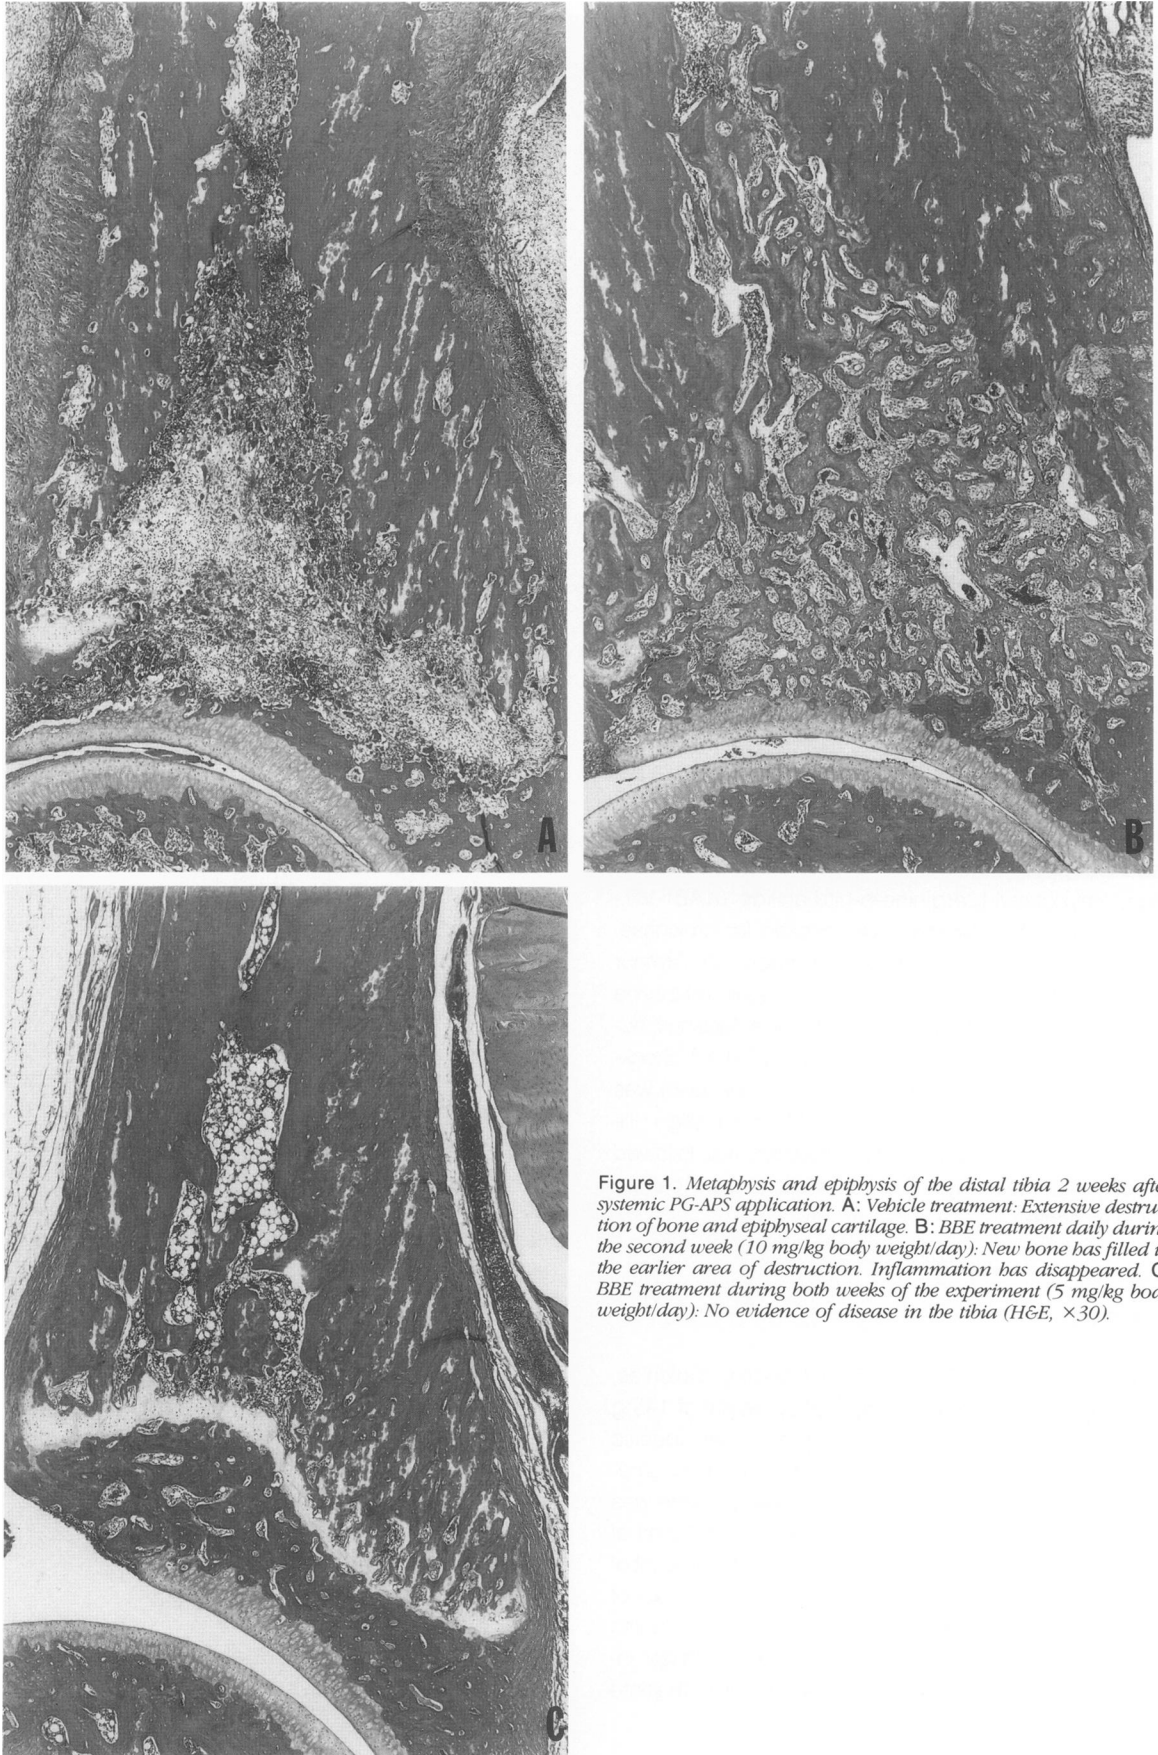 A
B
C
Figure 1. Metaphysis and epiphysis of the distal tibia 2 weeks afte
systemic PG-APS application. A: Vehicle treatment: Extensive destru
tion of bone and epiphyseal cartilage. B: BBE treatment daily durin
the second week (10 mg/kg body weight/day): New bone has filled i
the earlier area of destruction. Inflammation has disappeared. C
BBE treatment during both weeks of the experiment (5 mg/kg bod
weight/day): No evidence of disease in the tibia (H&E, ×30).